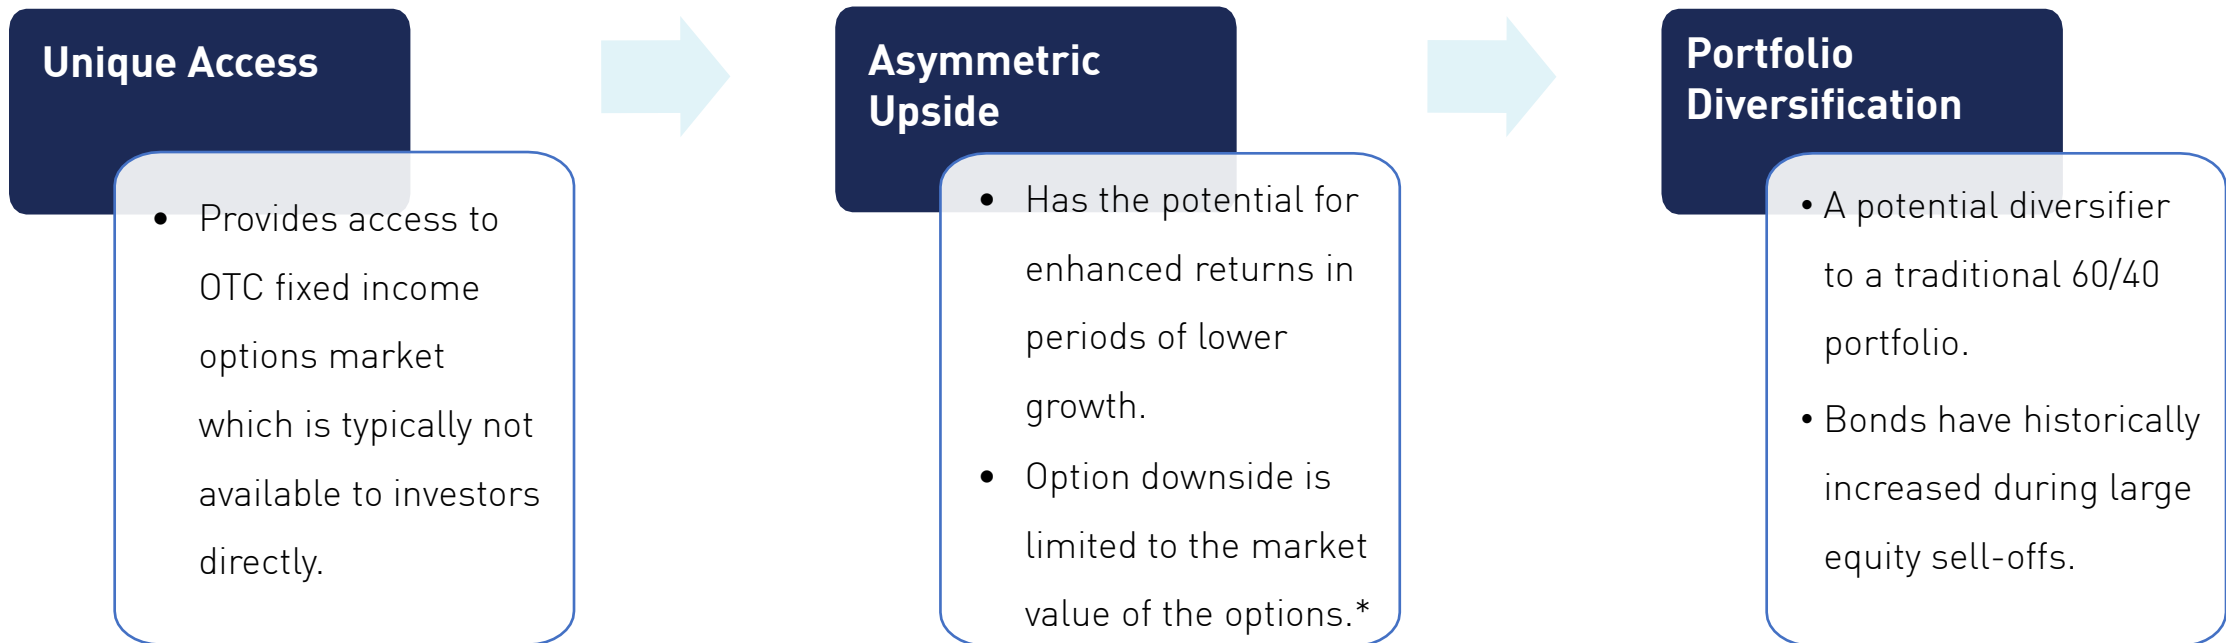 Unique Access
• Provides access to
OTC fixed income
options market
which is typically not
available to investors
directly.
Asymmetric
Upside
• Has the potential for
enhanced returns in
periods of lower
growth.
• Option downside is
limited to the market
value of the options.*
Portfolio
Diversification
• A potential diversifier
to a traditional 60/40
portfolio.
• Bonds have historically
increased during large
equity sell-offs.